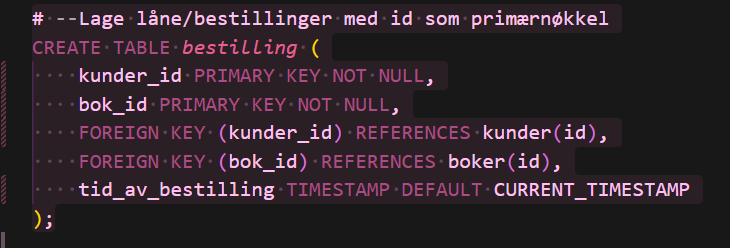 # --Lage låne/bestillinger med id som primærnøkkel
CREATE TABLE bestilling (
    kunder_id PRIMARY KEY NOT NULL,
    bok_id PRIMARY KEY NOT NULL,
    FOREIGN KEY (kunder_id) REFERENCES kunder(id),
    FOREIGN KEY (bok_id) REFERENCES boker(id),
    tid_av_bestilling TIMESTAMP DEFAULT CURRENT_TIMESTAMP
);